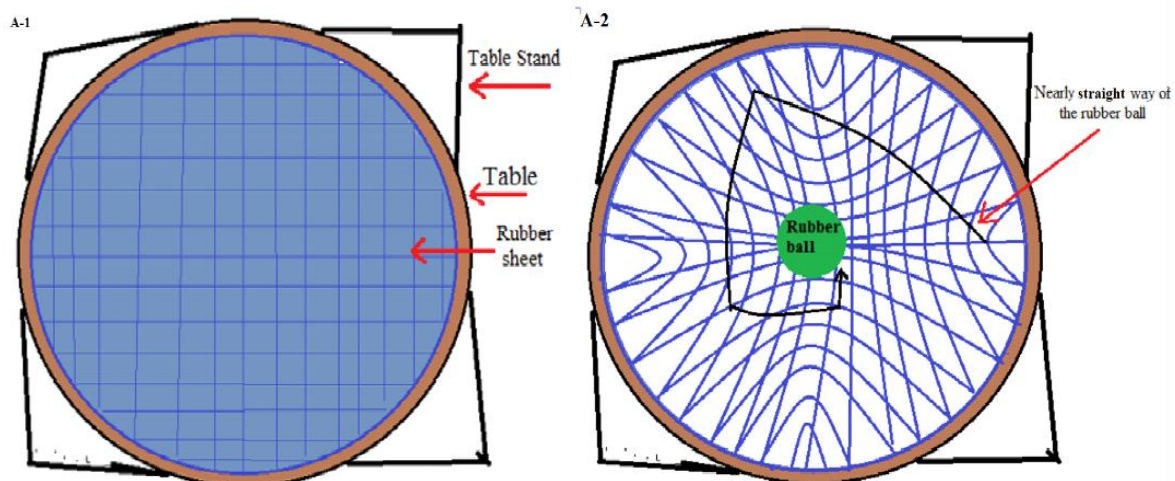 A-1
Table Stand
Table
Rubber
sheet
A-2
Nearly straight way of
the rubber ball
Rubber
ball